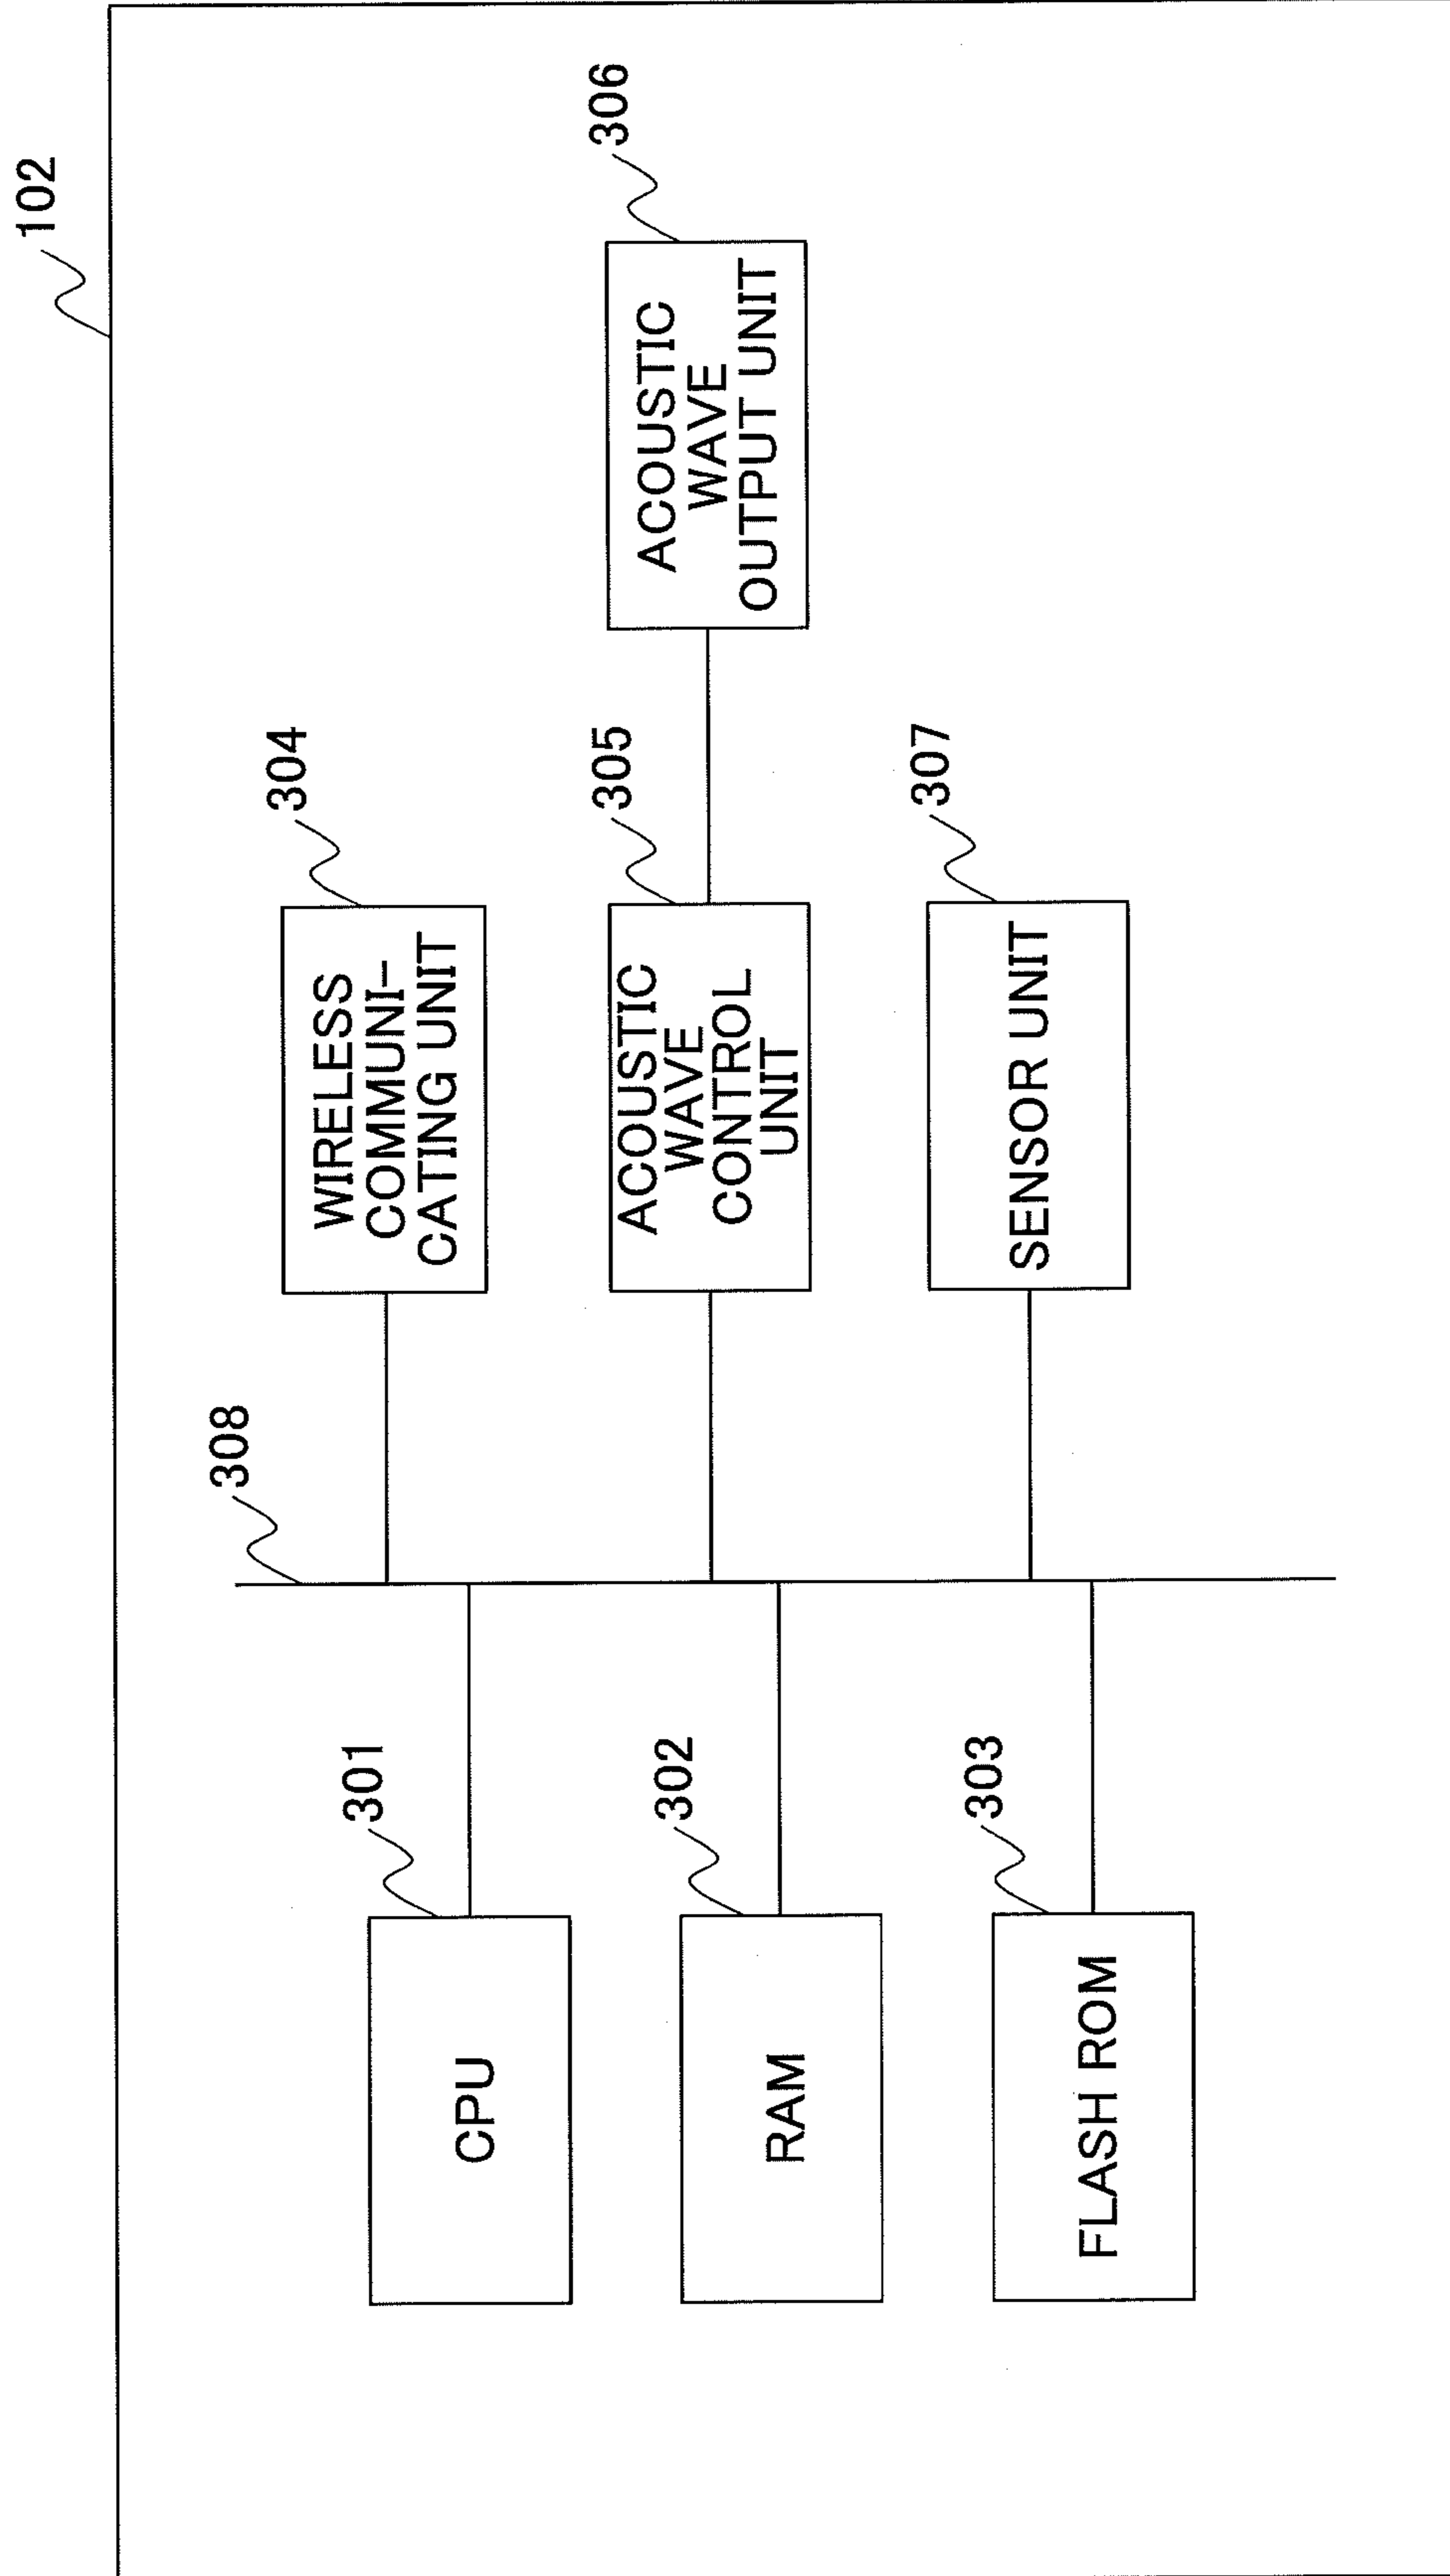 102
308
304
WIRELESS
COMMUNI-
CATING UNIT
301
CPU
305
ACOUSTIC
WAVE
CONTROL
UNIT
306
ACOUSTIC
WAVE
OUTPUT UNIT
302
RAM
307
SENSOR UNIT
303
FLASH ROM